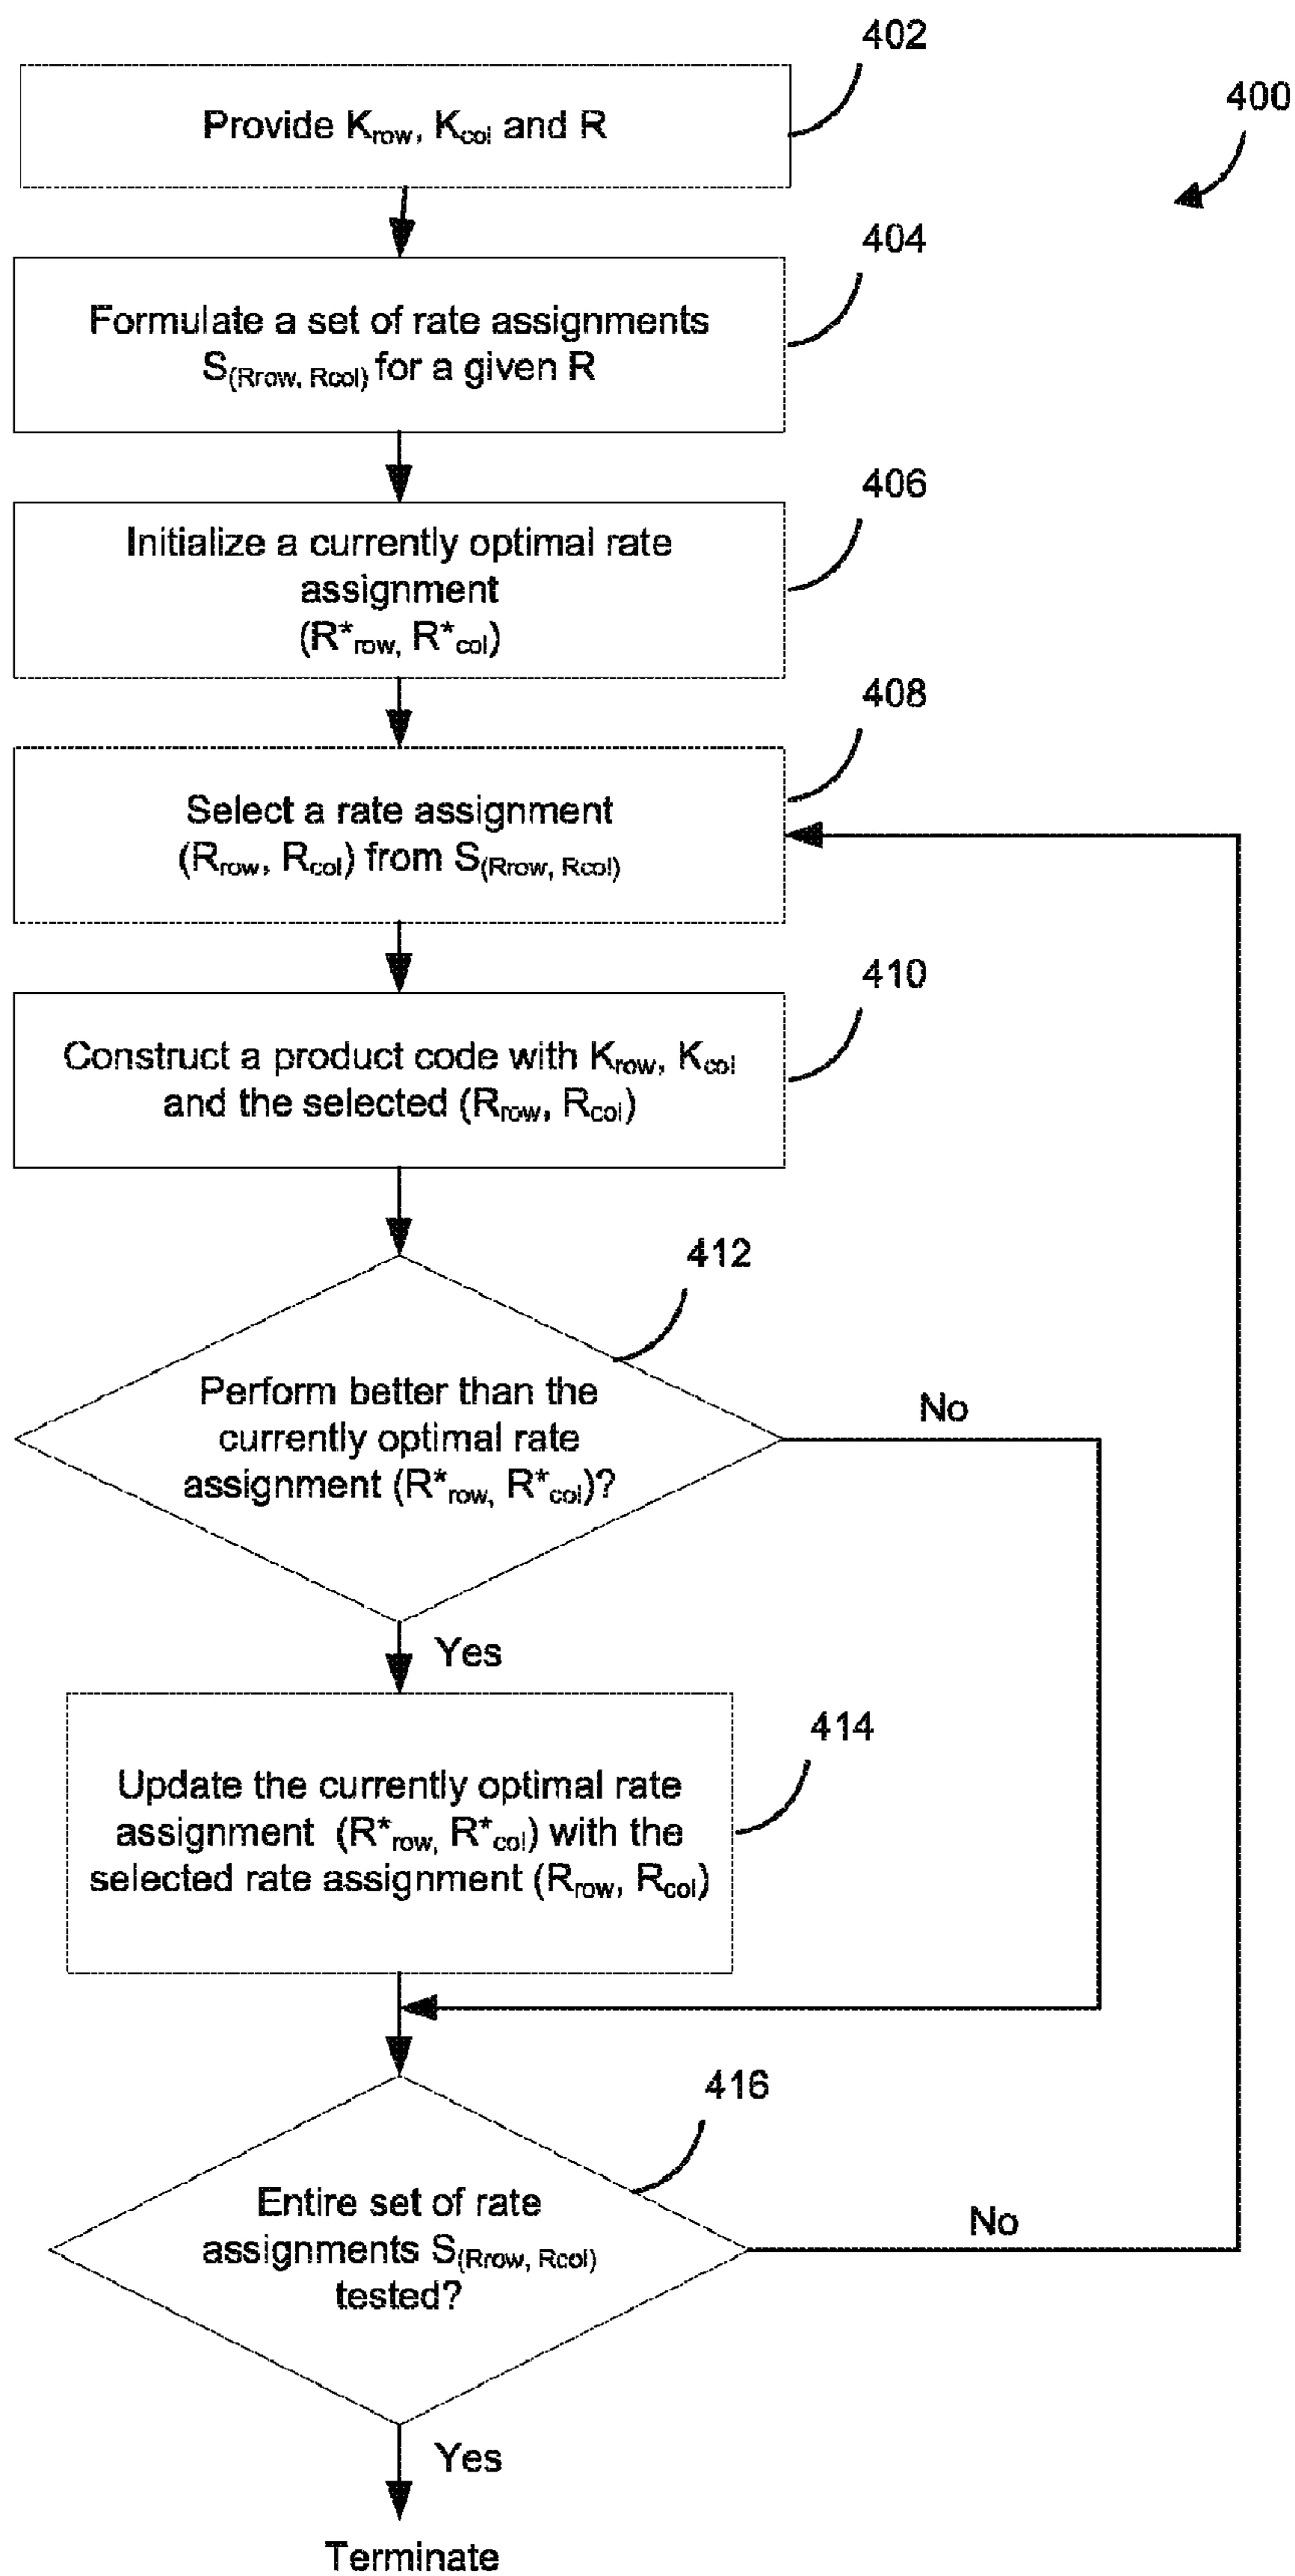 402
400
Provide Krow, Kcol and R
404
Formulate a set of rate assignments
S(Rrow, Rcol) for a given R
406
Initialize a currently optimal rate
assignment
(R*row, R*col)
408
Select a rate assignment
(Rrow, Rcol) from S(Rrow, Rcol)
410
Construct a product code with Krow, Kcol
and the selected (Rrow, Rcol)
412
Perform better than the
currently optimal rate
assignment (R*row, R*col)?
No
Yes
414
Update the currently optimal rate
assignment (R*row, R*col) with the
selected rate assignment (Rrow, Rcol)
416
Entire set of rate
assignments S(Rrow, Rcol)
tested?
No
Yes
Terminate